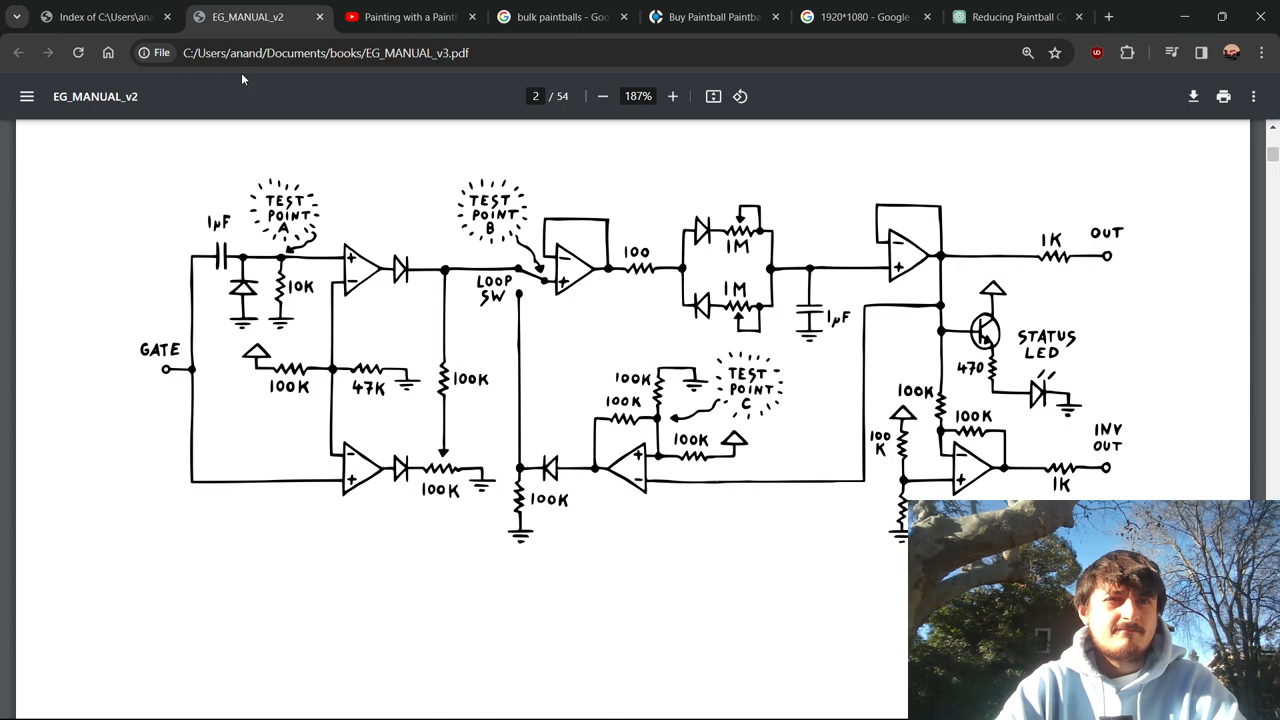 Index of C:\Users\ana
EG_MANUAL_v2
Painting with a Paintb
bulk paintballs - Goo
Buy Paintball Paintba
1920*1080 - Google
Reducing Paintball Co
File
C:/Users/anand/Documents/books/EG_MANUAL_v3.pdf
EG_MANUAL_v2
2 / 54
187%
1µF
TEST
POINT
A
10K
GATE
100K
47K
100K
100K
TEST
POINT
B
LOOP
SW
100
1M
1M
1µF
100K
100K
TEST
POINT
C
100K
100K
1K
OUT
STATUS
LED
470
100K
100K
100
K
INV
OUT
1K